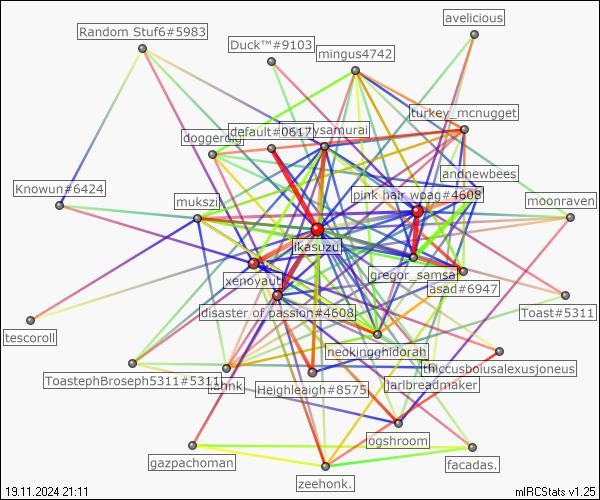 avelicious
Random Stuf6#5983
Duck™#9103
mingus4742
turkey_mcnugget
default#0617
ysamurai
doggerdig
andnewbees
Knowun#6424
pink hair woag#4608
mukszi
moonraven
ikasuzu
gregor_samsa
xenoyaut
asad#6947
disaster of passion#4608
Toast#5311
tescoroll
neokingghidorah
thiccusbousalexusjoneus
ToastephBroseph5311#5311
jarlbreadmaker
Heighleaigh#8575
ogshroom
gazpachoman
facadas.
zeehonk.
19.11.2024 21:11
mIRCStats v1.25